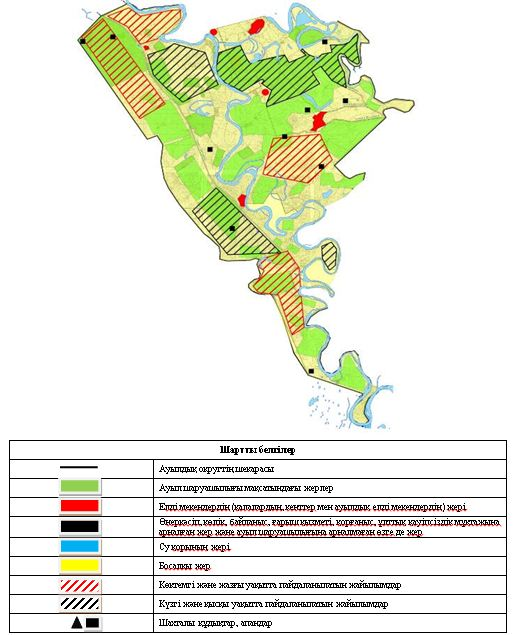 Шартты белгілер
Ауылдық округтің шекарасы
Ауыл шаруашылығы мақсатындағы жерлер
Елді мекендердің (қалалардың, кенттер мен ауылдық елді мекендердің) жері
Өнеркәсіп, көлік, байланыс, ғарыш қызметі, қорғаныс, ұлттық қауіпсіздік мұқтажына
арналған жер және ауыл шаруашылығына арналмаған өзге де жер
Су қорының жері
Босалқы жер
Көктемгі және жазғы уақытта пайдаланылатын жайылымдар
Күзгі және қысқы уақытта пайдаланылатын жайылымдар
Шахталы құдықтар, апандар